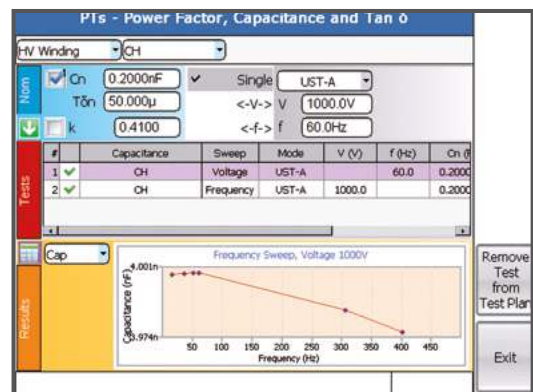 PTs - Power Factor, Capacitance and Tan δ
HV Winding CH
Nom
Cn 0.2000nF Single UST-A
Tδn 50.000µ <-V-> V 1000.0V
k 0.4100 <-f-> f 60.0Hz
Tests
# Capacitance Sweep Mode V (V) f (Hz) Cn (F
1 CH Voltage UST-A 60.0 0.2000
2 CH Frequency UST-A 1000.0 0.2000
Results
Cap
Frequency Sweep, Voltage 1000V
4.001n
Capacitance (nF)
3.974n
50 100 150 200 250 300 350 400 450
Frequency (Hz)
Remove
Test
from
Test Plan
Exit